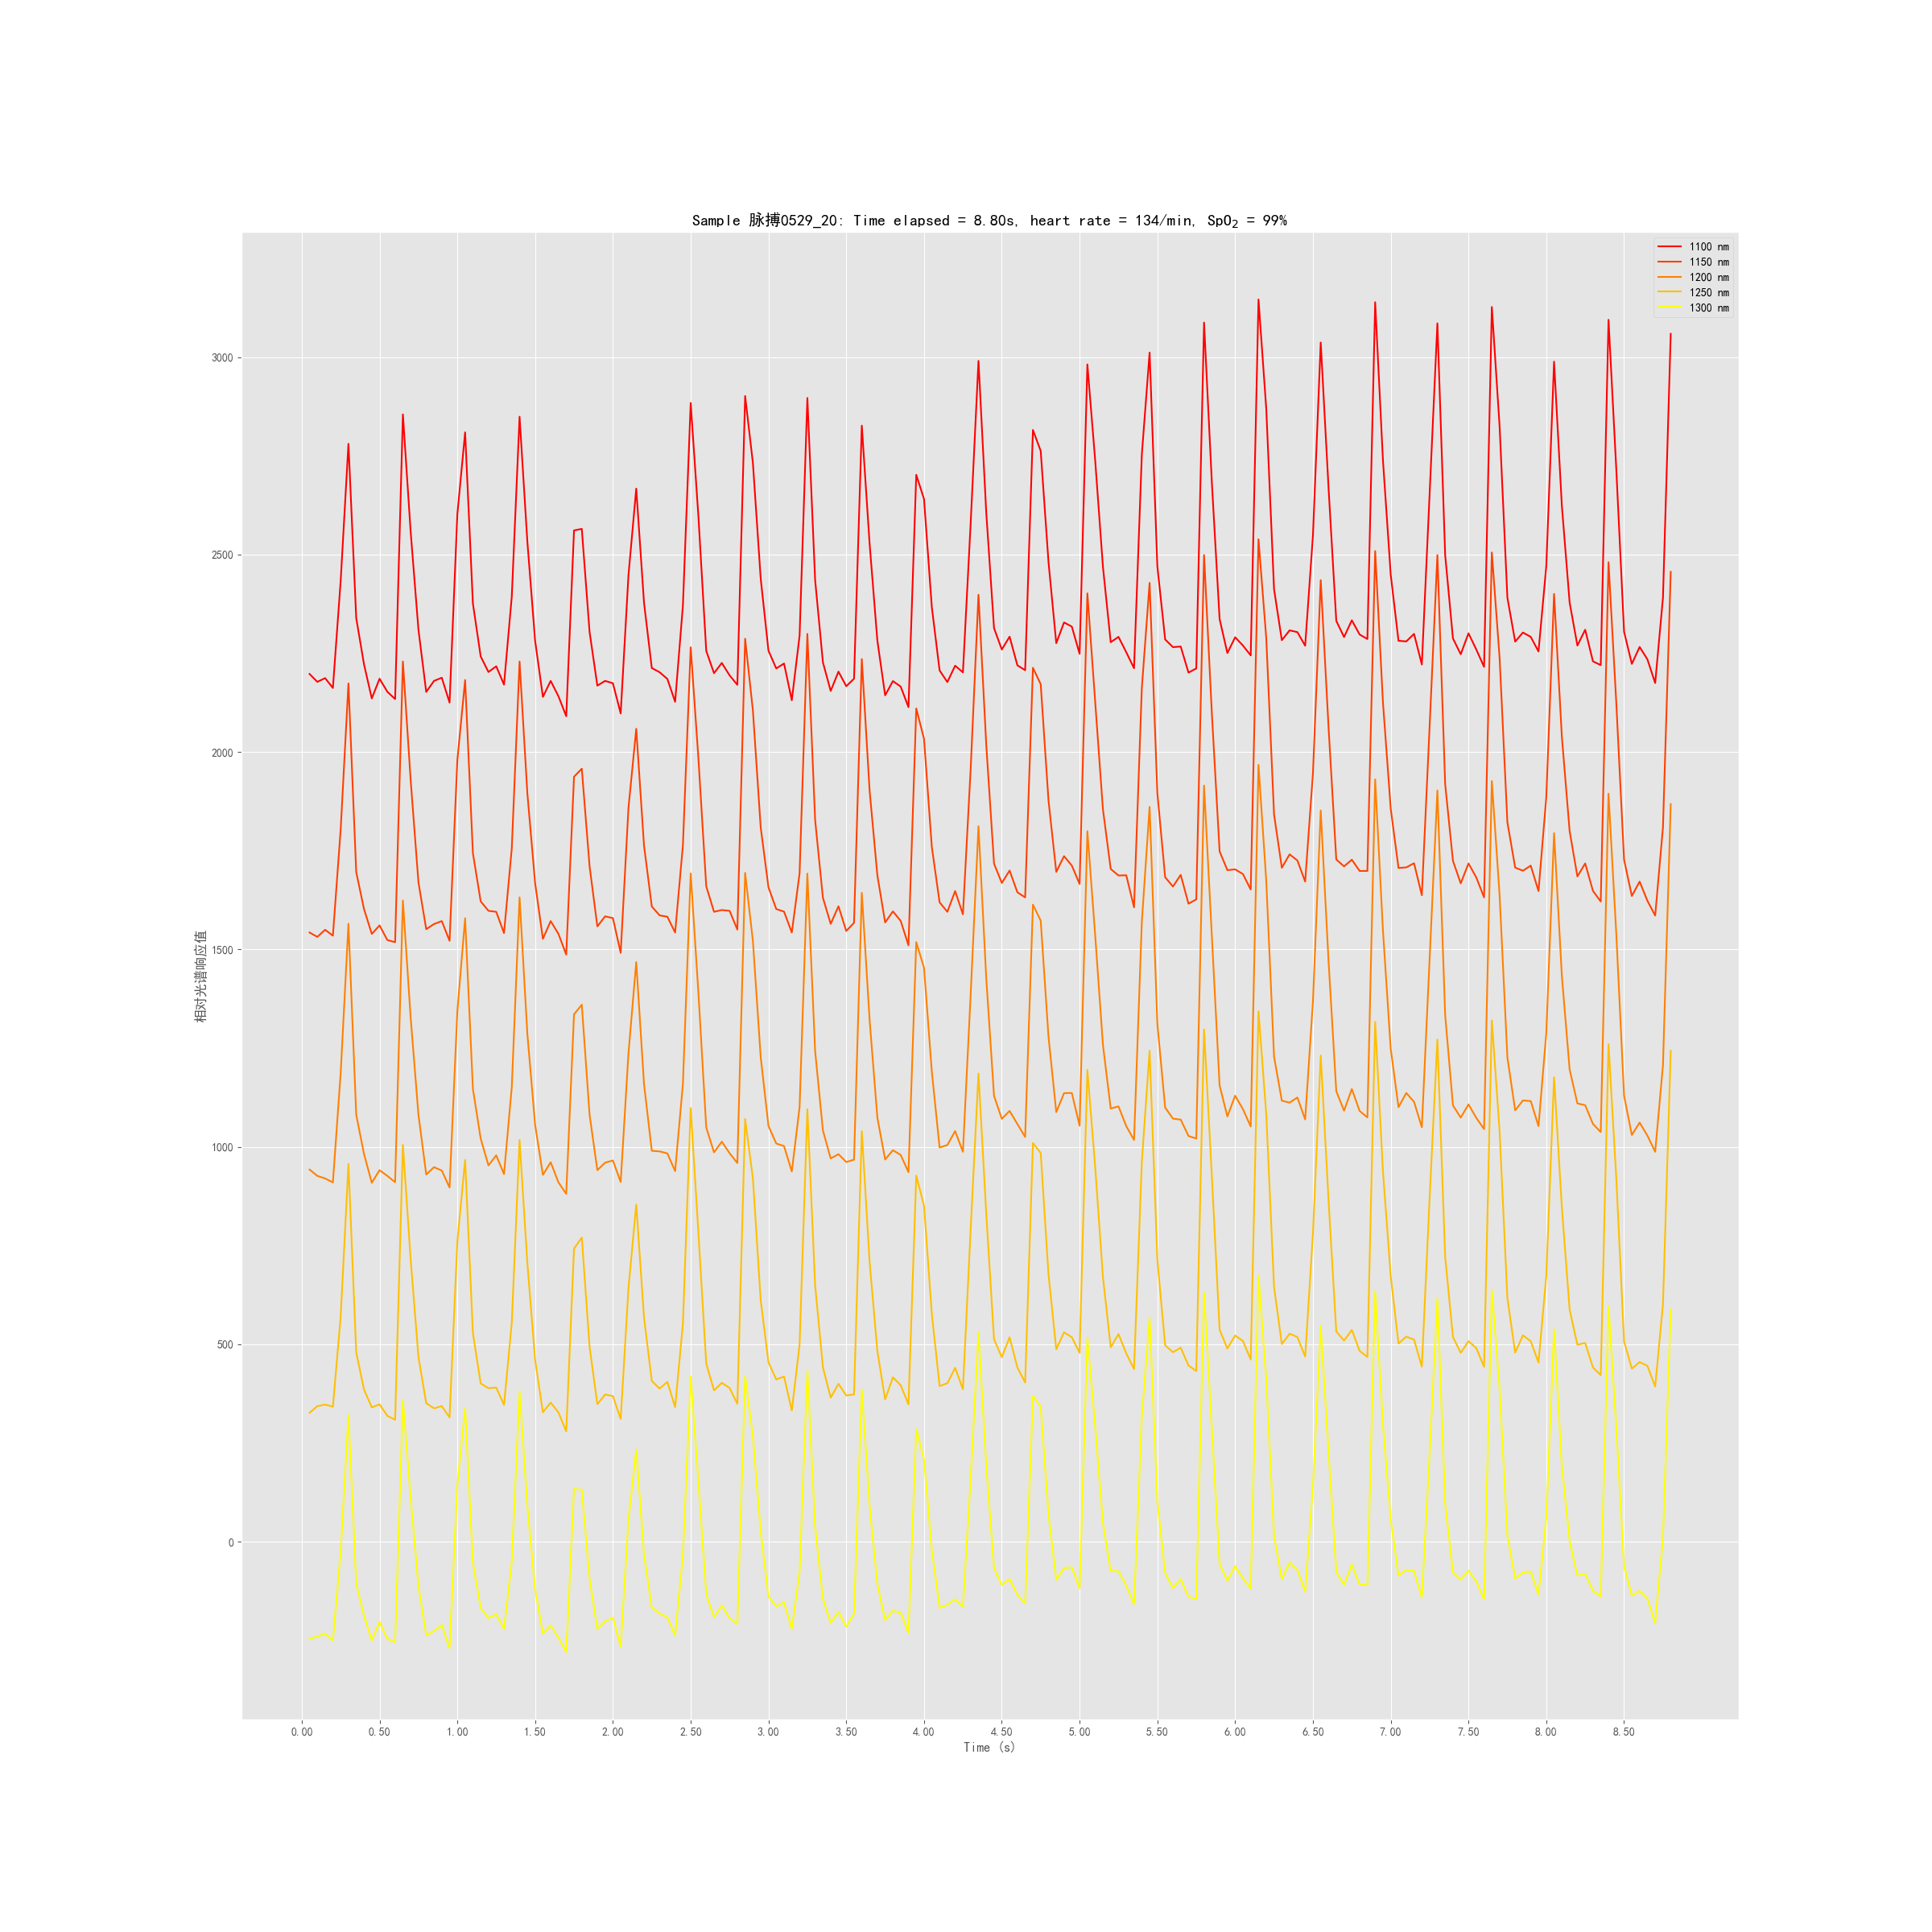 Sample 脉搏0529_20: Time elapsed = 8.80s, heart rate = 134/min, SpO2 = 99%
1100 nm
1150 nm
1200 nm
1250 nm
1300 nm
3000
2500
2000
1500
1000
500
0
相对光谱响应值
0.00 0.50 1.00 1.50 2.00 2.50 3.00 3.50 4.00 4.50 5.00 5.50 6.00 6.50 7.00 7.50 8.00 8.50
Time (s)